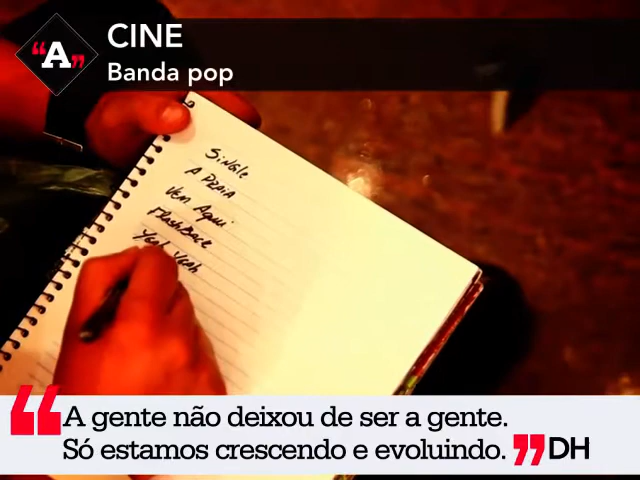 “A”
CINE
Banda pop
Single
A PRAIA
Vem Aqui
FlashBack
Yeah Yeah
“A gente não deixou de ser a gente.
Só estamos crescendo e evoluindo.” DH